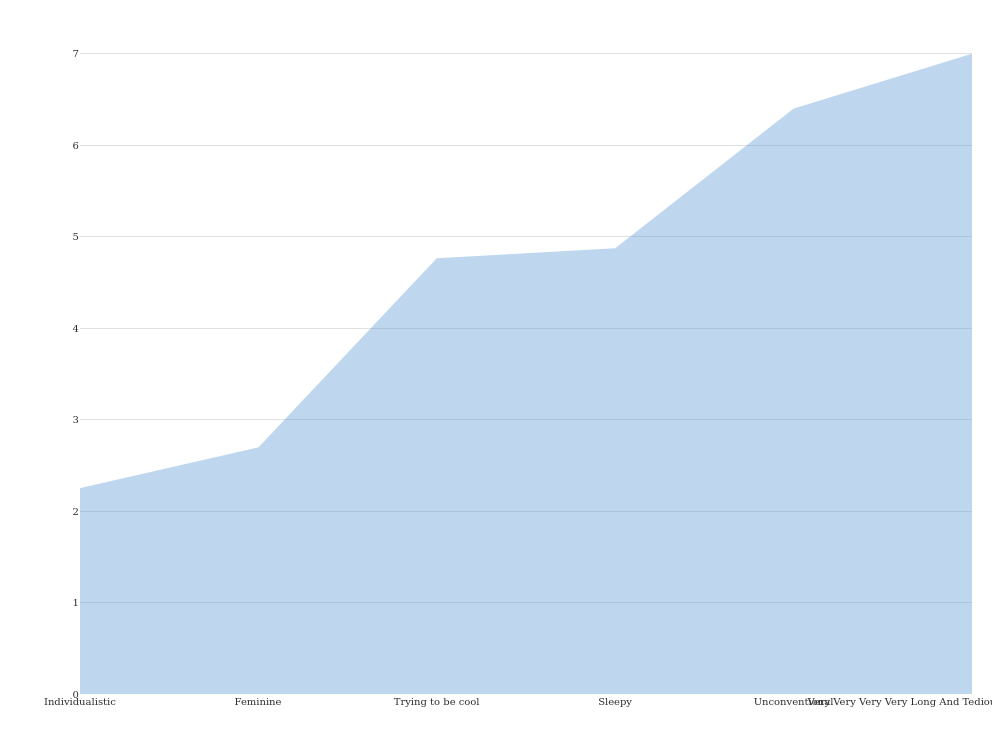 7
6
5
4
3
2
1
0
Individualistic
Feminine
Trying to be cool
Sleepy
Unconventional
Very Very Very Very Long And